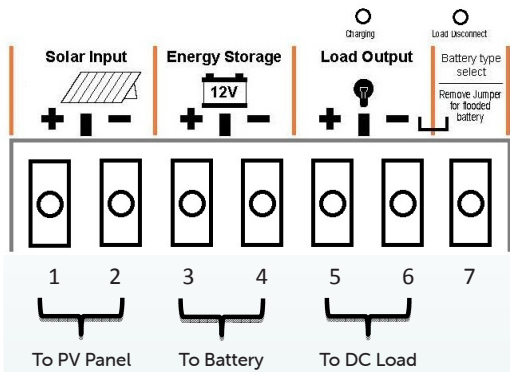 Charging
Load Disconnect
Solar Input
Energy Storage
Load Output
Battery type
select
12V
Remove Jumper
for flooded
battery
+ - + - + -
1 2 3 4 5 6 7
To PV Panel
To Battery
To DC Load